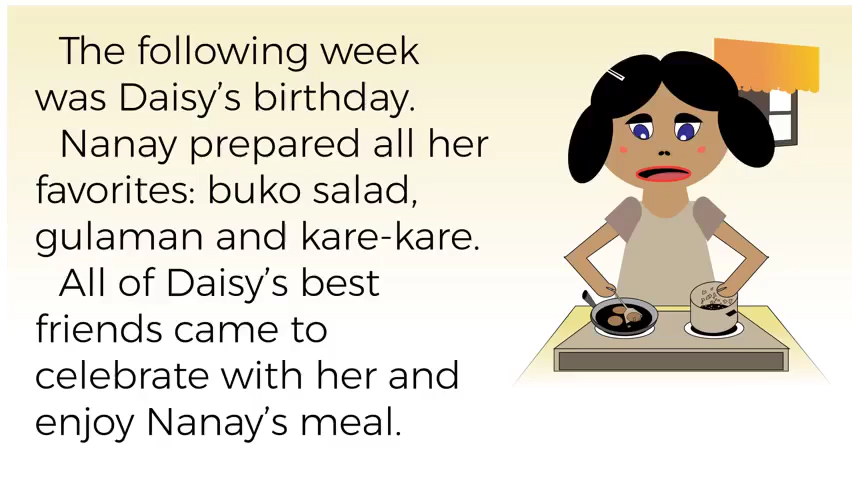 The following week
was Daisy’s birthday.
Nanay prepared all her
favorites: buko salad,
gulaman and kare-kare.
All of Daisy’s best
friends came to
celebrate with her and
enjoy Nanay’s meal.